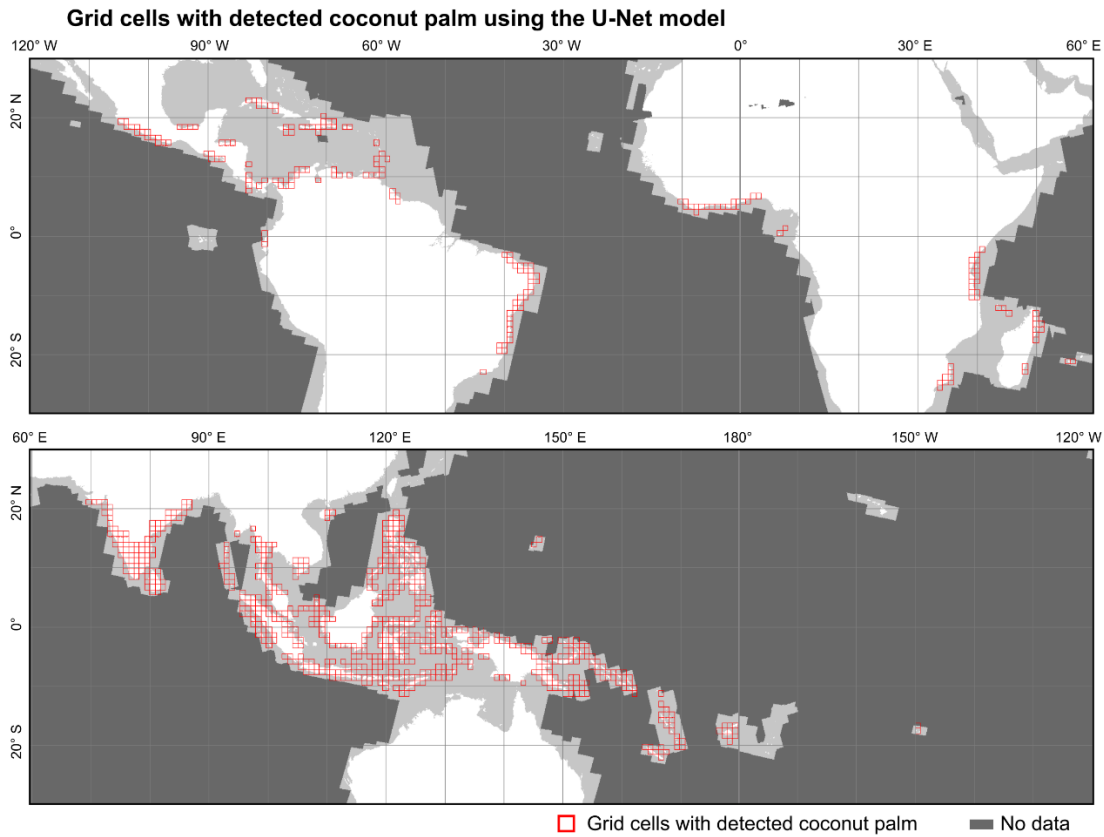 Grid cells with detected coconut palm using the U-Net model
120° W 90° W 60° W 30° W 0° 30° E 60° E
20° N
0°
20° S
60° E 90° E 120° E 150° E 180° 150° W 120° W
20° N
0°
20° S
Grid cells with detected coconut palm No data